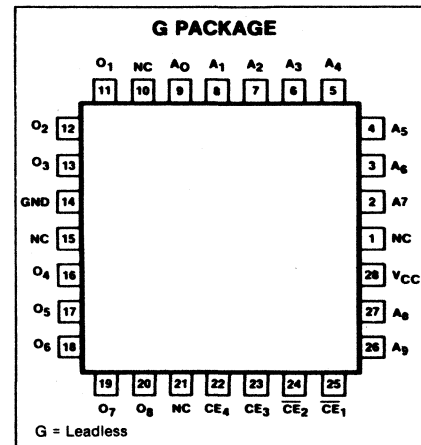 G PACKAGE
O1 NC A0 A1 A2 A3 A4
11 10 9 8 7 6 5
O2 12 4 A5
O3 13 3 A6
GND 14 2 A7
NC 15 1 NC
O4 16 28 VCC
O5 17 27 A8
O6 18 26 A9
19 20 21 22 23 24 25
O7 O8 NC CE4 CE3 C̅E̅2 C̅E̅1
G = Leadless